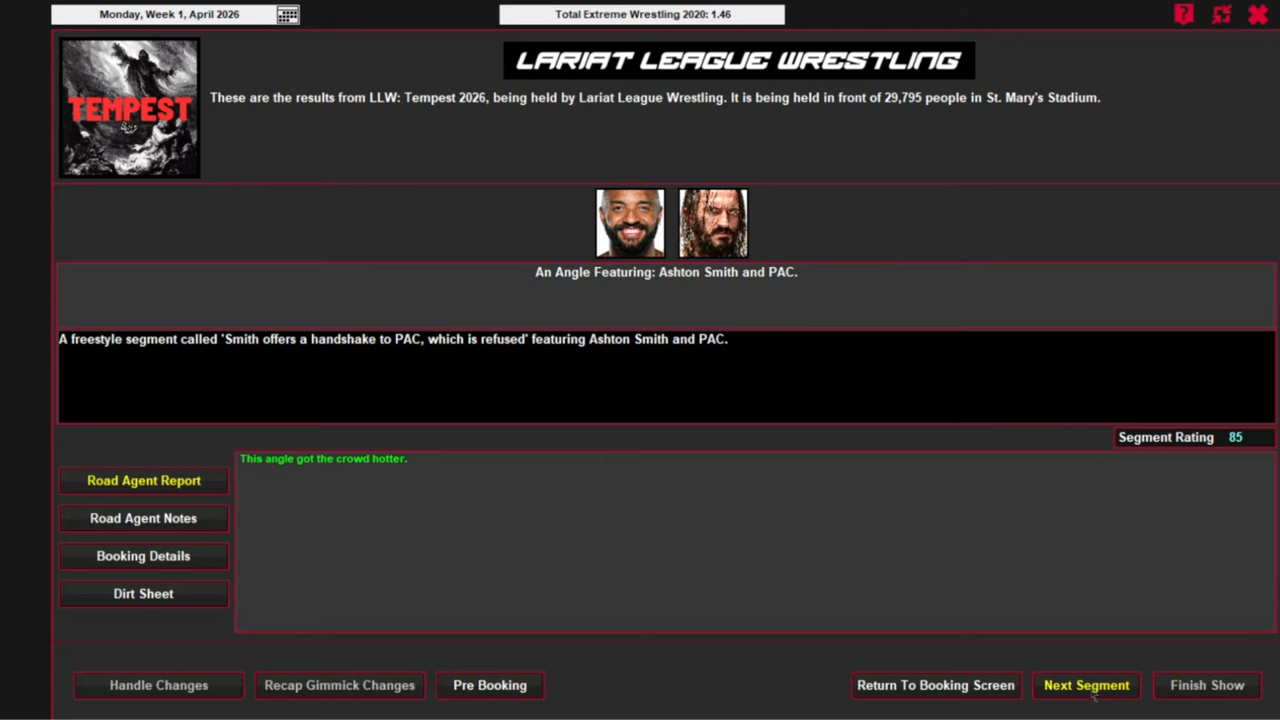 Monday, Week 1, April 2026
Total Extreme Wrestling 2020: 1.46
TEMPEST
LARIAT LEAGUE WRESTLING
These are the results from LLW: Tempest 2026, being held by Lariat League Wrestling. It is being held in front of 29,795 people in St. Mary's Stadium.
An Angle Featuring: Ashton Smith and PAC.
A freestyle segment called 'Smith offers a handshake to PAC, which is refused' featuring Ashton Smith and PAC.
Segment Rating 85
This angle got the crowd hotter.
Road Agent Report
Road Agent Notes
Booking Details
Dirt Sheet
Handle Changes
Recap Gimmick Changes
Pre Booking
Return To Booking Screen
Next Segment
Finish Show